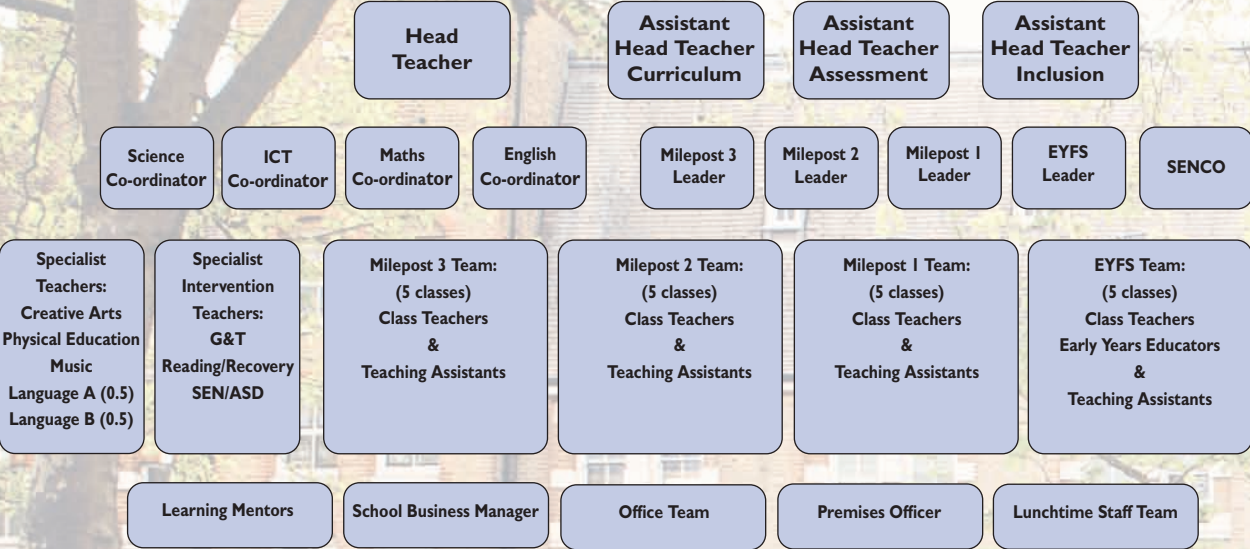 Head
Teacher
Assistant
Head Teacher
Curriculum
Assistant
Head Teacher
Assessment
Assistant
Head Teacher
Inclusion
Science
Co-ordinator
ICT
Co-ordinator
Maths
Co-ordinator
English
Co-ordinator
Milepost 3
Leader
Milepost 2
Leader
Milepost 1
Leader
EYFS
Leader
SENCO
Specialist
Teachers:
Creative Arts
Physical Education
Music
Language A (0.5)
Language B (0.5)
Specialist
Intervention
Teachers:
G&T
Reading/Recovery
SEN/ASD
Milepost 3 Team:
(5 classes)
Class Teachers
&
Teaching Assistants
Milepost 2 Team:
(5 classes)
Class Teachers
&
Teaching Assistants
Milepost 1 Team:
(5 classes)
Class Teachers
&
Teaching Assistants
EYFS Team:
(5 classes)
Class Teachers
Early Years Educators
&
Teaching Assistants
Learning Mentors
School Business Manager
Office Team
Premises Officer
Lunchtime Staff Team